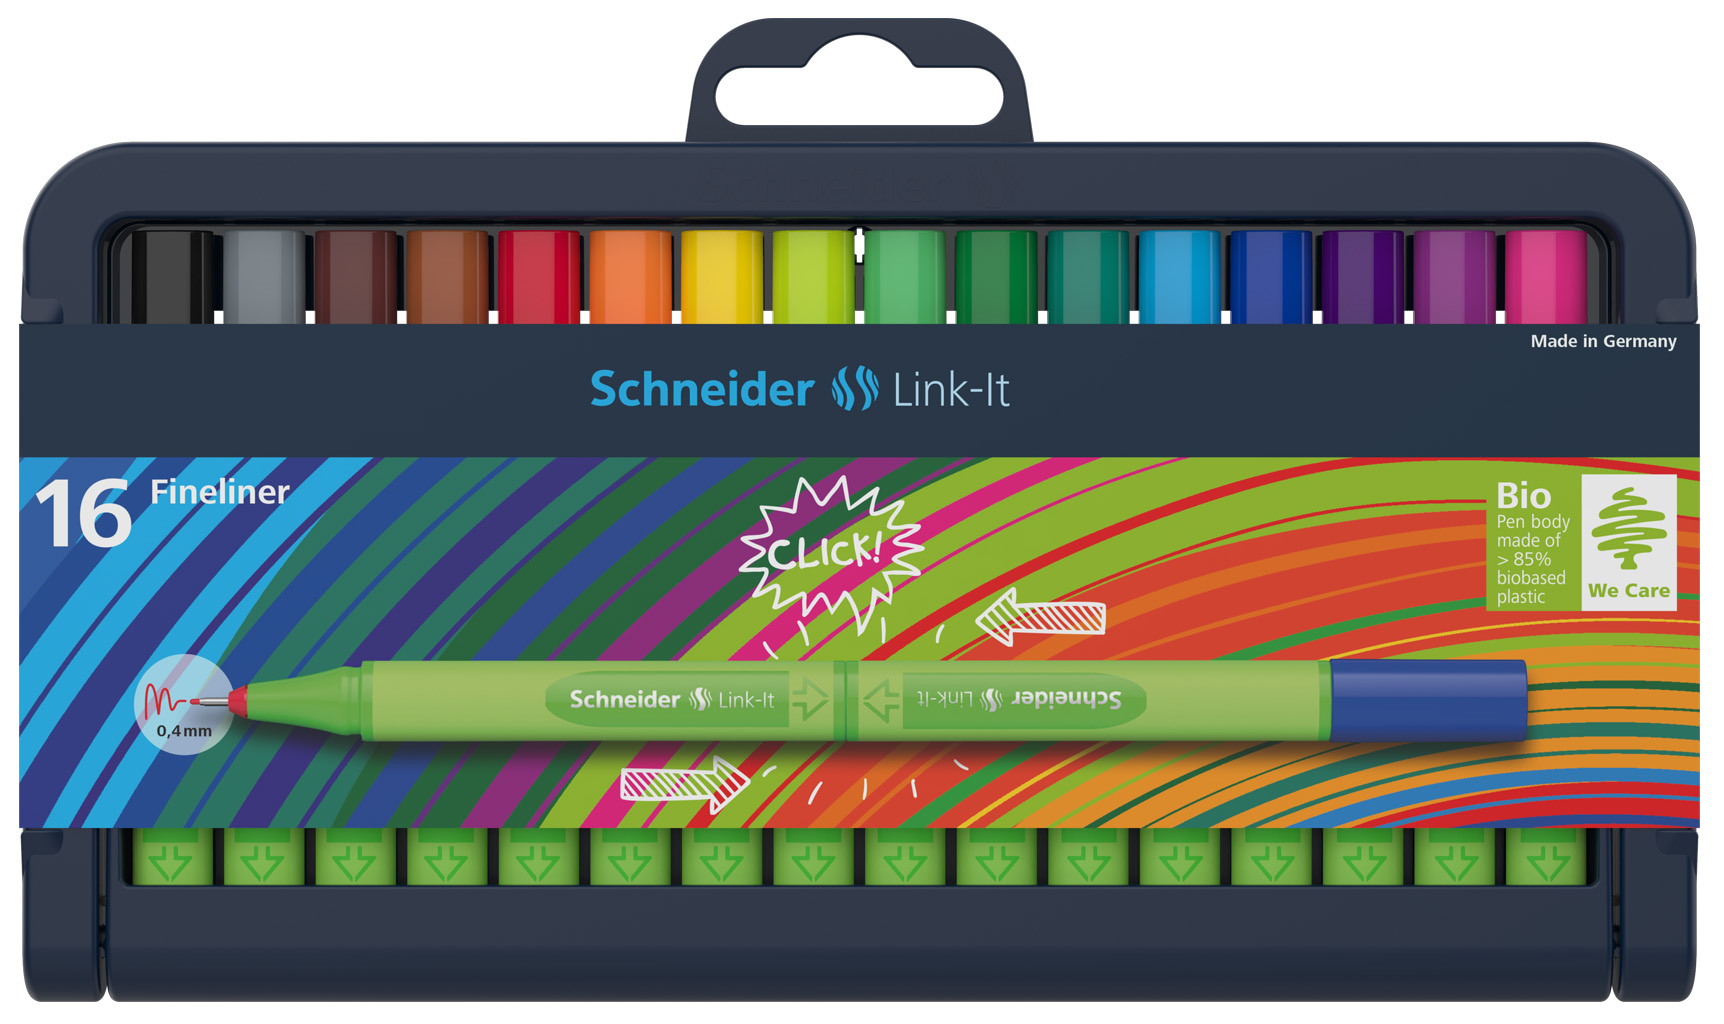 Schneider
Made in Germany
Schneider Link-It
16 Fineliner
CLICK!
Bio
Pen body
made of
> 85%
biobased
plastic
We Care
Schneider Link-It
Schneider Link-It
0,4 mm